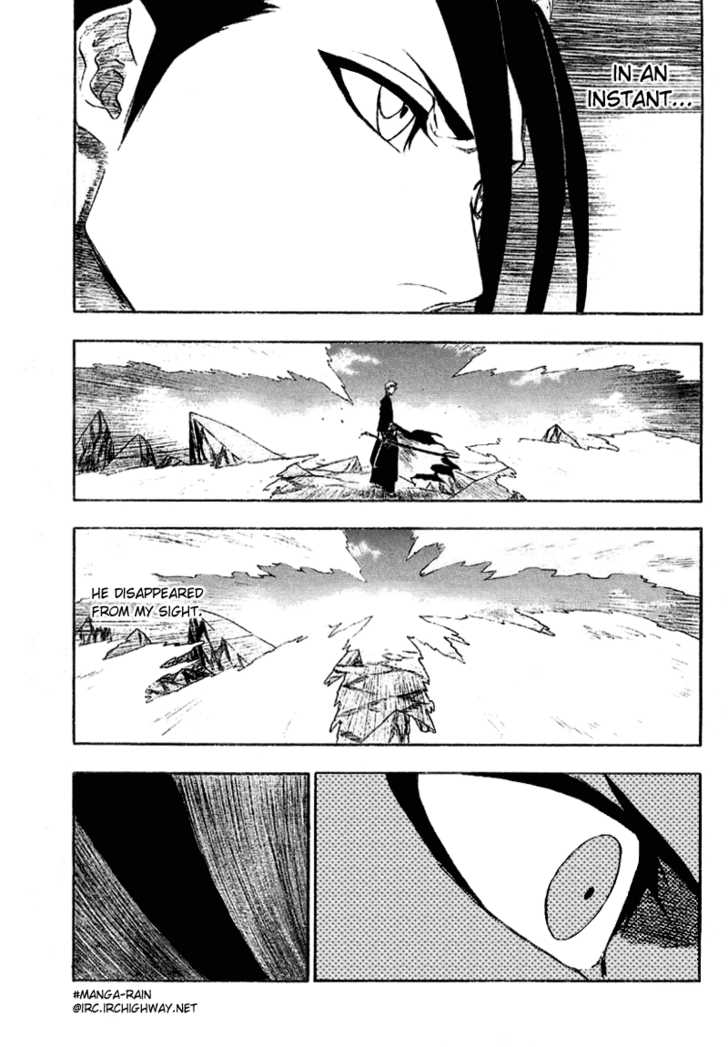 IN AN
INSTANT...
HE DISAPPEARED
FROM MY SIGHT.
#MANGA-RAIN
@IRC.IRCHIGHWAY.NET